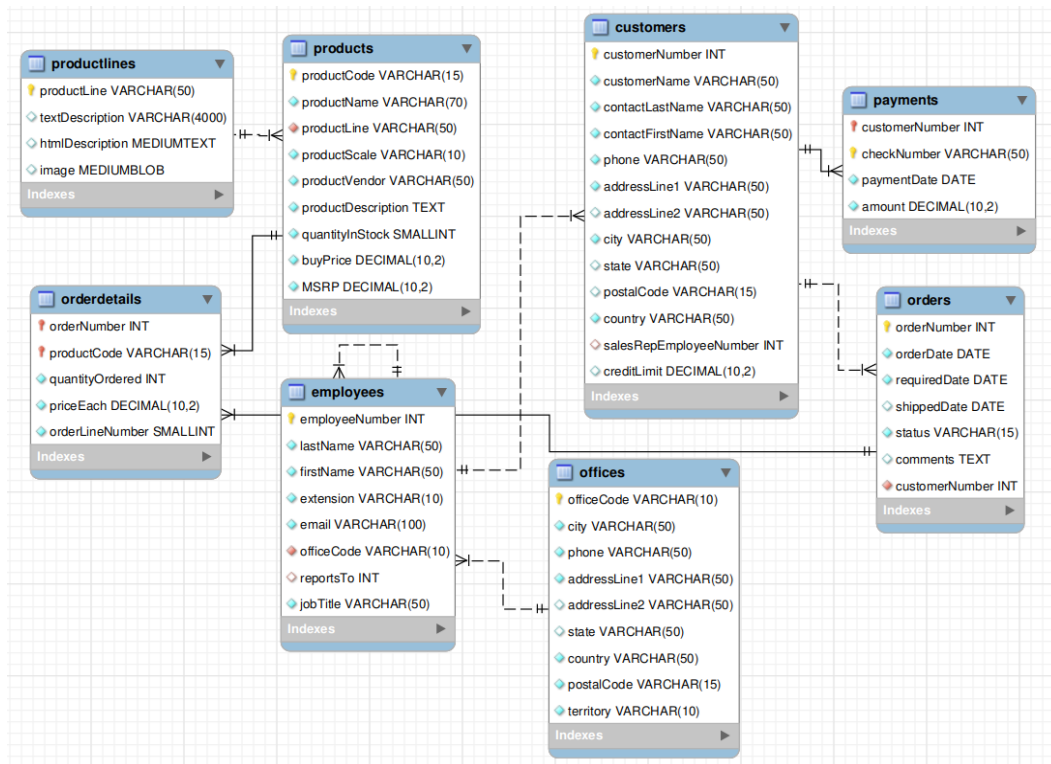 productlines
productLine VARCHAR(50)
textDescription VARCHAR(4000)
htmlDescription MEDIUMTEXT
image MEDIUMBLOB
Indexes
products
productCode VARCHAR(15)
productName VARCHAR(70)
productLine VARCHAR(50)
productScale VARCHAR(10)
productVendor VARCHAR(50)
productDescription TEXT
quantityInStock SMALLINT
buyPrice DECIMAL(10,2)
MSRP DECIMAL(10,2)
Indexes
customers
customerNumber INT
customerName VARCHAR(50)
contactLastName VARCHAR(50)
contactFirstName VARCHAR(50)
phone VARCHAR(50)
addressLine1 VARCHAR(50)
addressLine2 VARCHAR(50)
city VARCHAR(50)
state VARCHAR(50)
postalCode VARCHAR(15)
country VARCHAR(50)
salesRepEmployeeNumber INT
creditLimit DECIMAL(10,2)
Indexes
payments
customerNumber INT
checkNumber VARCHAR(50)
paymentDate DATE
amount DECIMAL(10,2)
Indexes
orderdetails
orderNumber INT
productCode VARCHAR(15)
quantityOrdered INT
priceEach DECIMAL(10,2)
orderLineNumber SMALLINT
Indexes
employees
employeeNumber INT
lastName VARCHAR(50)
firstName VARCHAR(50)
extension VARCHAR(10)
email VARCHAR(100)
officeCode VARCHAR(10)
reportsTo INT
jobTitle VARCHAR(50)
Indexes
offices
officeCode VARCHAR(10)
city VARCHAR(50)
phone VARCHAR(50)
addressLine1 VARCHAR(50)
addressLine2 VARCHAR(50)
state VARCHAR(50)
country VARCHAR(50)
postalCode VARCHAR(15)
territory VARCHAR(10)
Indexes
orders
orderNumber INT
orderDate DATE
requiredDate DATE
shippedDate DATE
status VARCHAR(15)
comments TEXT
customerNumber INT
Indexes